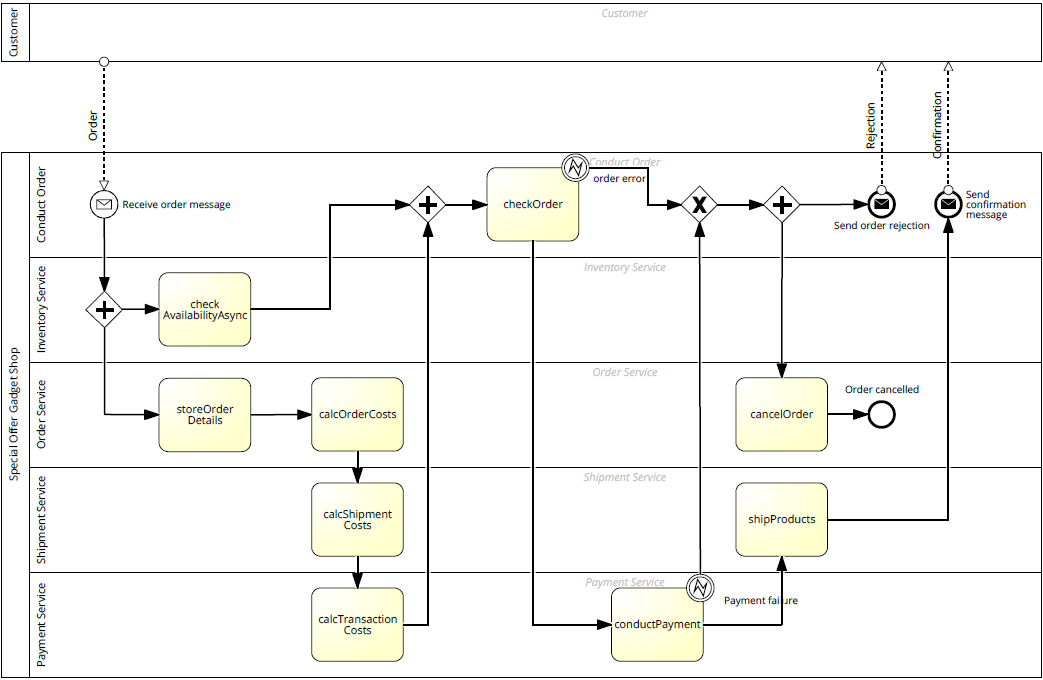 Customer
Customer
Order
Rejection
Confirmation
Special Offer Gadget Shop
Conduct Order
Conduct Order
Receive order message
checkOrder
order error
X
Send order rejection
Send
confirmation
message
Inventory Service
Inventory Service
check
AvailabilityAsync
Order Service
Order Service
storeOrder
Details
calcOrderCosts
cancelOrder
Order cancelled
Shipment Service
Shipment Service
calcShipment
Costs
shipProducts
Payment Service
Payment Service
calcTransaction
Costs
conductPayment
Payment failure